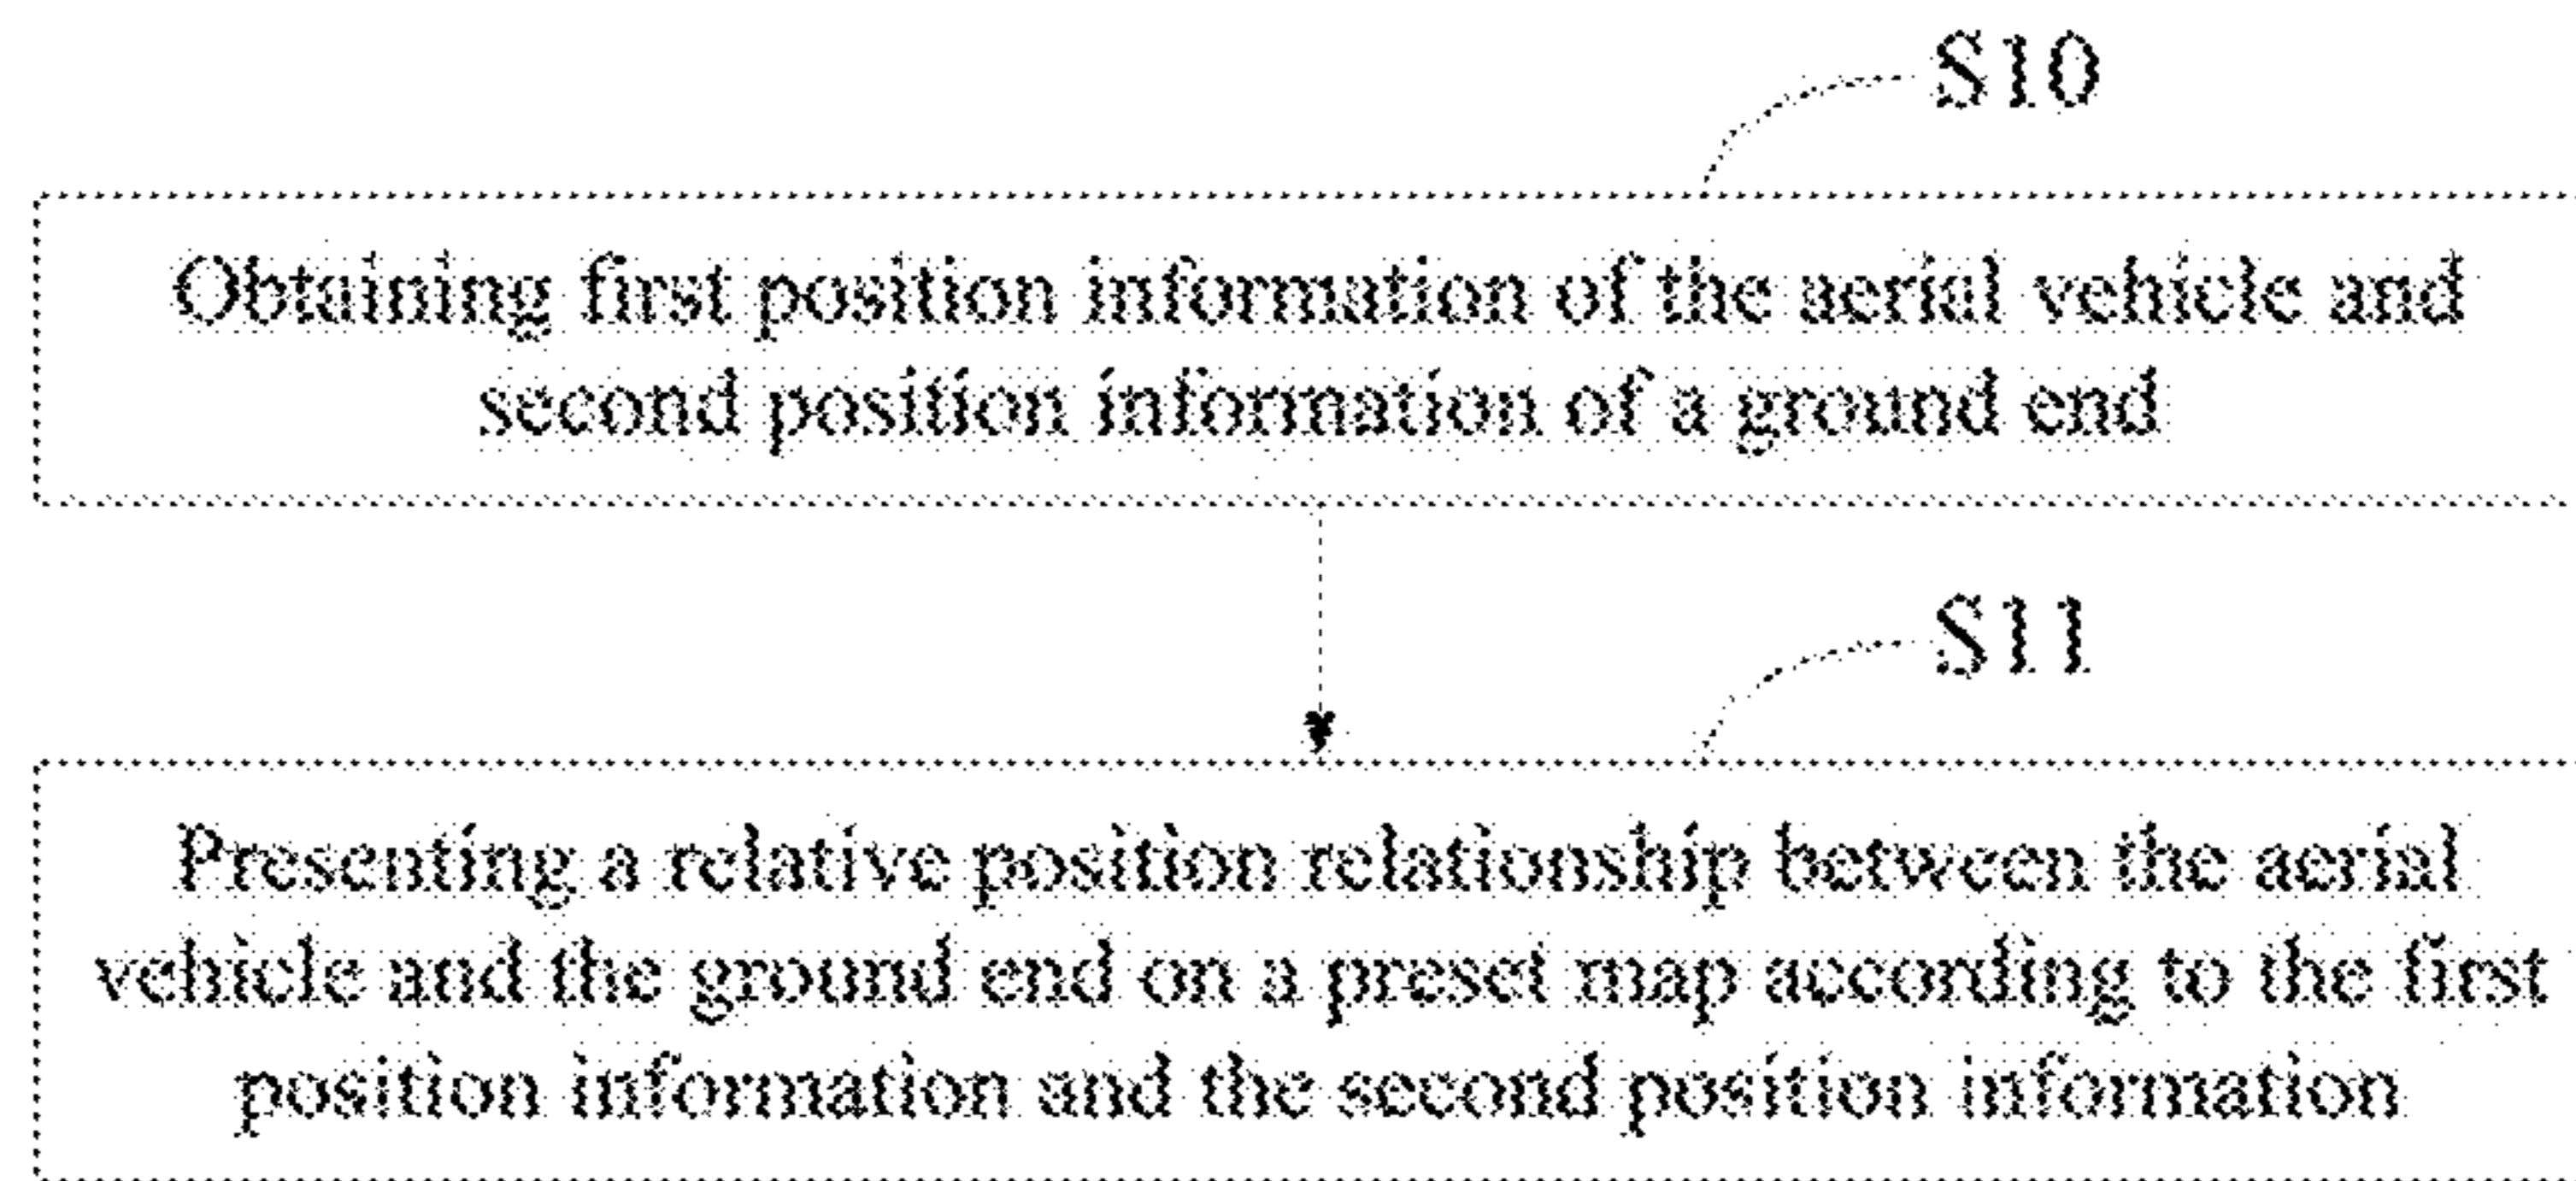 S10
Obtaining first position information of the aerial vehicle and
second position information of a ground end
S11
Presenting a relative position relationship between the aerial
vehicle and the ground end on a preset map according to the first
position information and the second position information